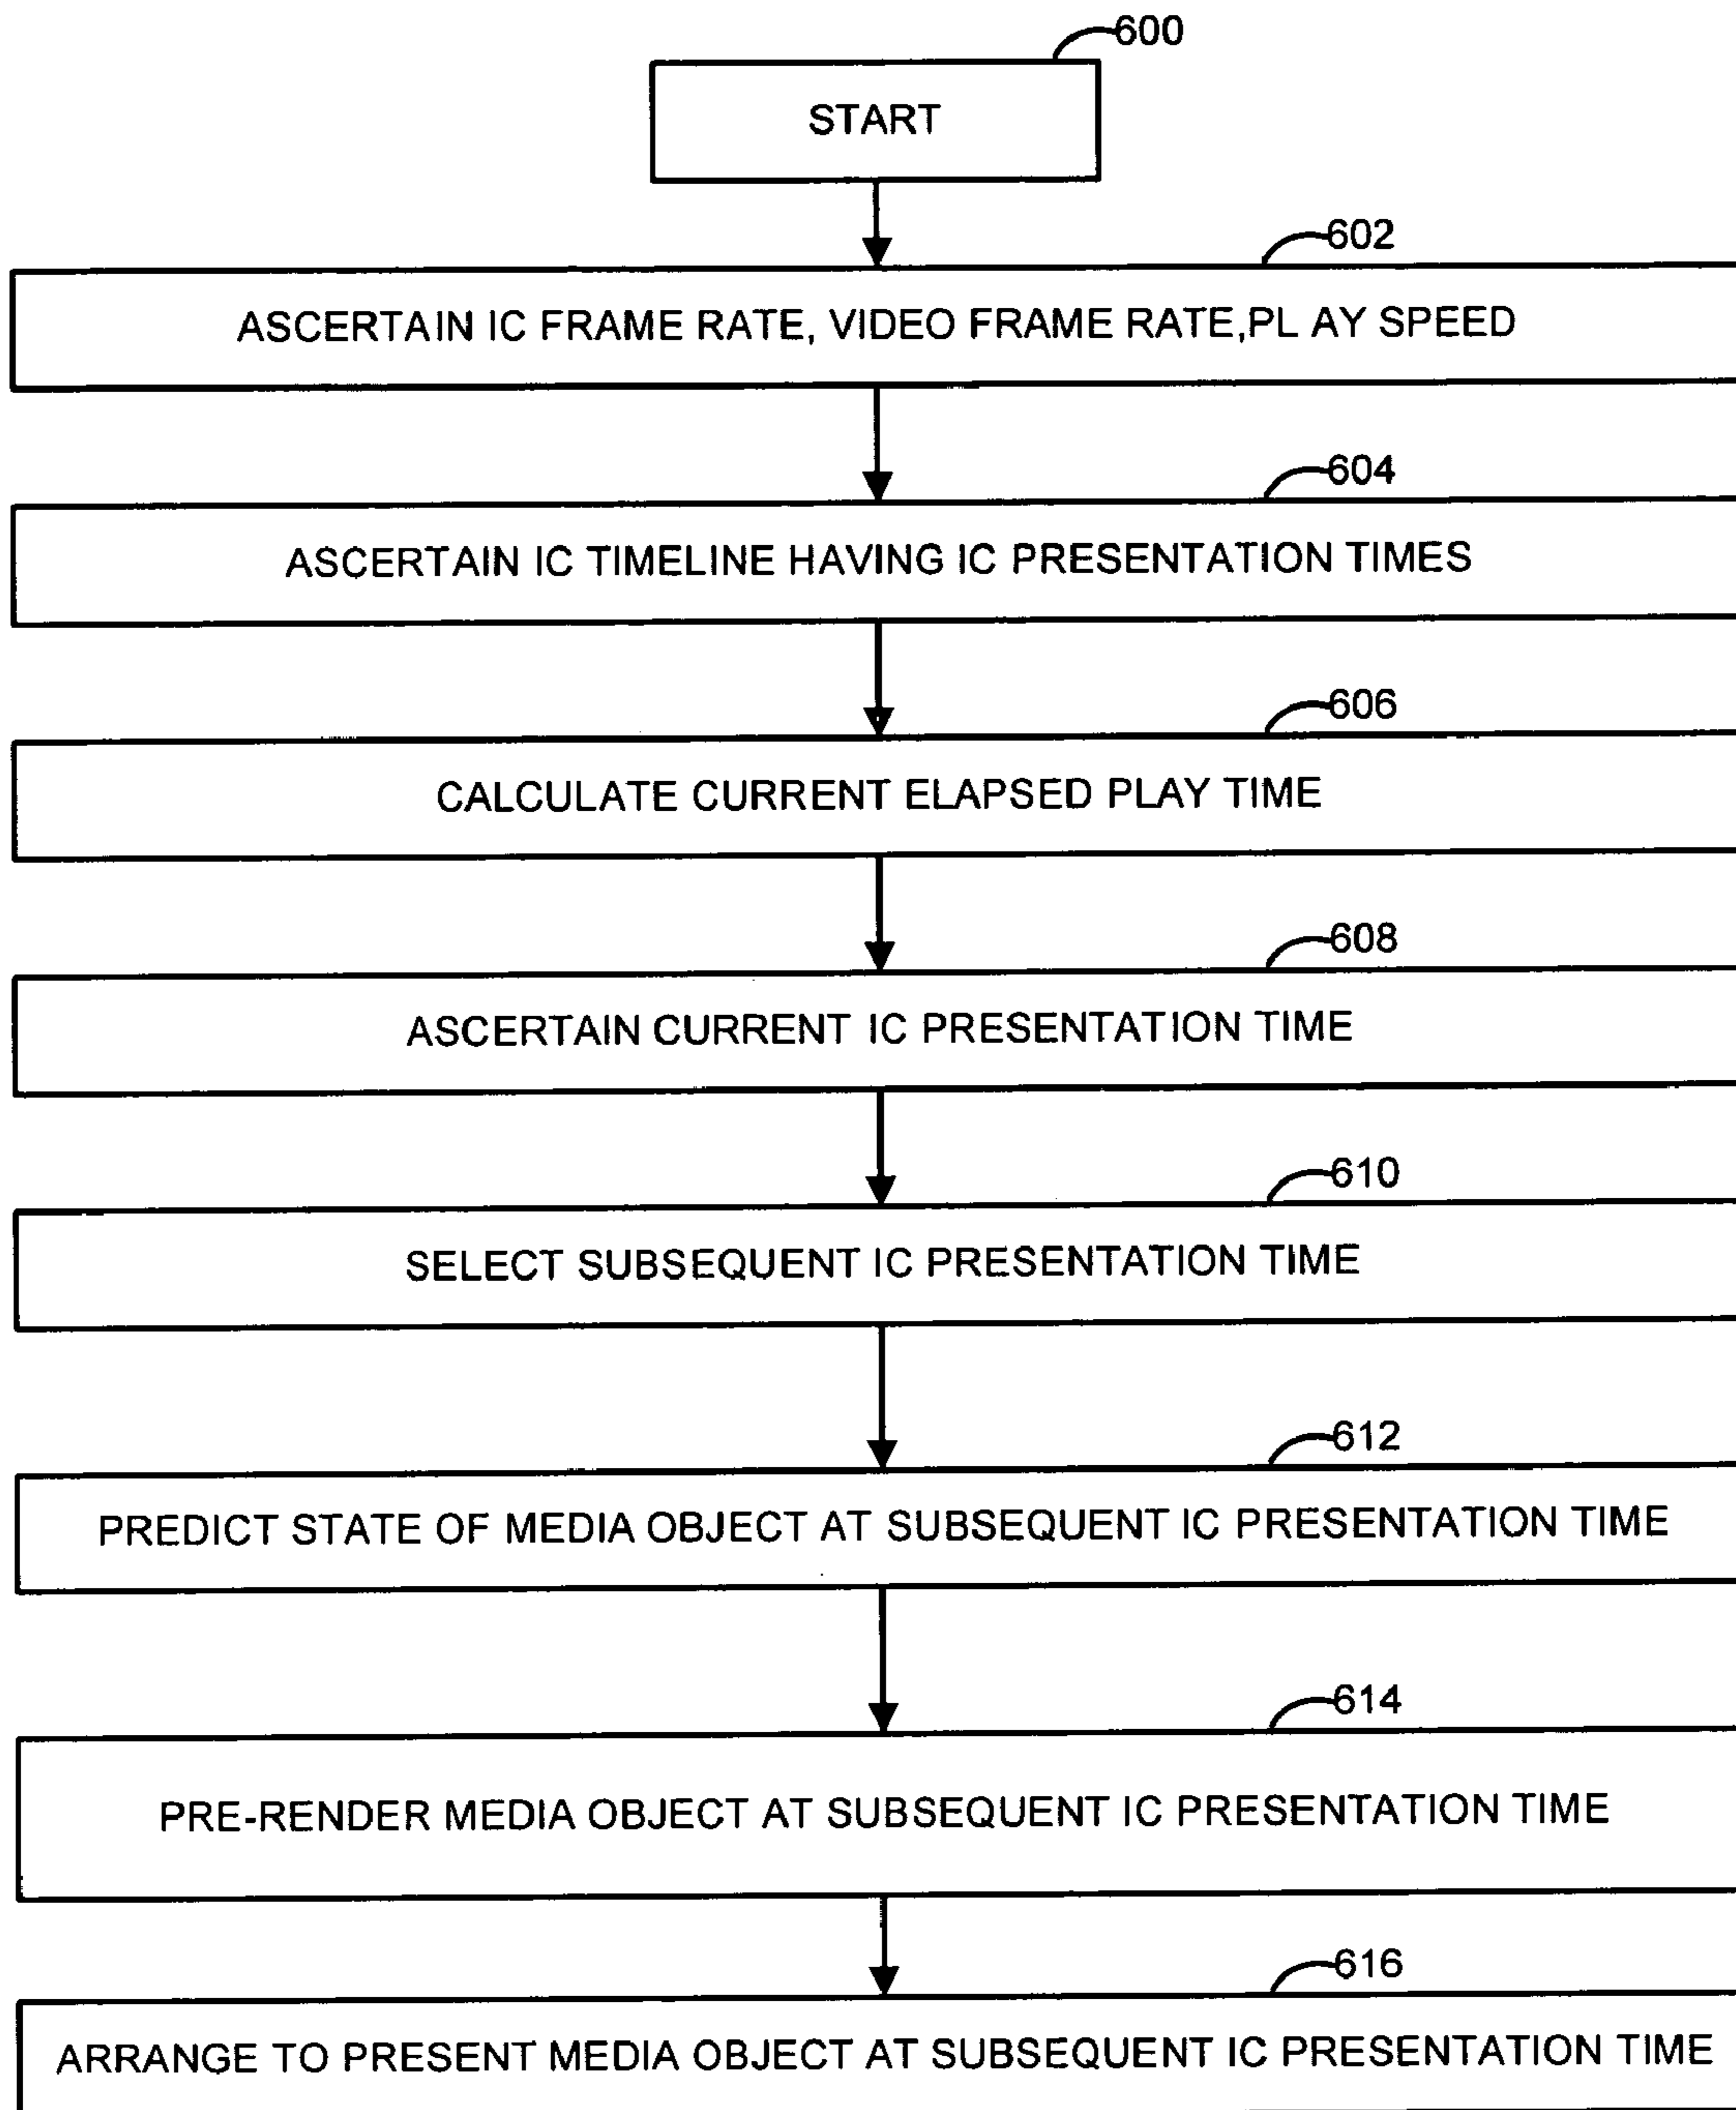 600
START
602
ASCERTAIN IC FRAME RATE, VIDEO FRAME RATE,PL AY SPEED
604
ASCERTAIN IC TIMELINE HAVING IC PRESENTATION TIMES
606
CALCULATE CURRENT ELAPSED PLAY TIME
608
ASCERTAIN CURRENT IC PRESENTATION TIME
610
SELECT SUBSEQUENT IC PRESENTATION TIME
612
PREDICT STATE OF MEDIA OBJECT AT SUBSEQUENT IC PRESENTATION TIME
614
PRE-RENDER MEDIA OBJECT AT SUBSEQUENT IC PRESENTATION TIME
616
ARRANGE TO PRESENT MEDIA OBJECT AT SUBSEQUENT IC PRESENTATION TIME